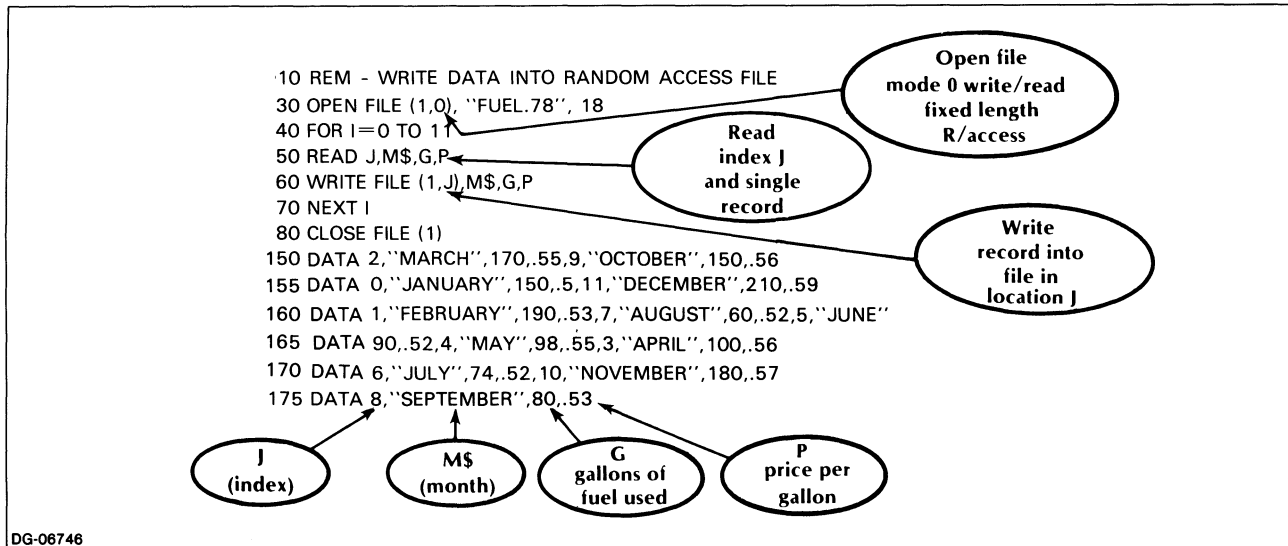 10 REM - WRITE DATA INTO RANDOM ACCESS FILE
30 OPEN FILE (1,0), ``FUEL.78'', 18
40 FOR I=0 TO 11
50 READ J,M$,G,P
60 WRITE FILE (1,J),M$,G,P
70 NEXT I
80 CLOSE FILE (1)
150 DATA 2,``MARCH'',170,.55,9,``OCTOBER'',150,.56
155 DATA 0,``JANUARY'',150,.5,11,``DECEMBER'',210,.59
160 DATA 1,``FEBRUARY'',190,.53,7,``AUGUST'',60,.52,5,``JUNE''
165 DATA 90,.52,4,``MAY'',98,.55,3,``APRIL'',100,.56
170 DATA 6,``JULY'',74,.52,10,``NOVEMBER'',180,.57
175 DATA 8,``SEPTEMBER'',80,.53
Open file
mode 0 write/read
fixed length
R/access
Read
index J
and single
record
Write
record into
file in
location J
J
(index)
M$
(month)
G
gallons of
fuel used
P
price per
gallon
DG-06746